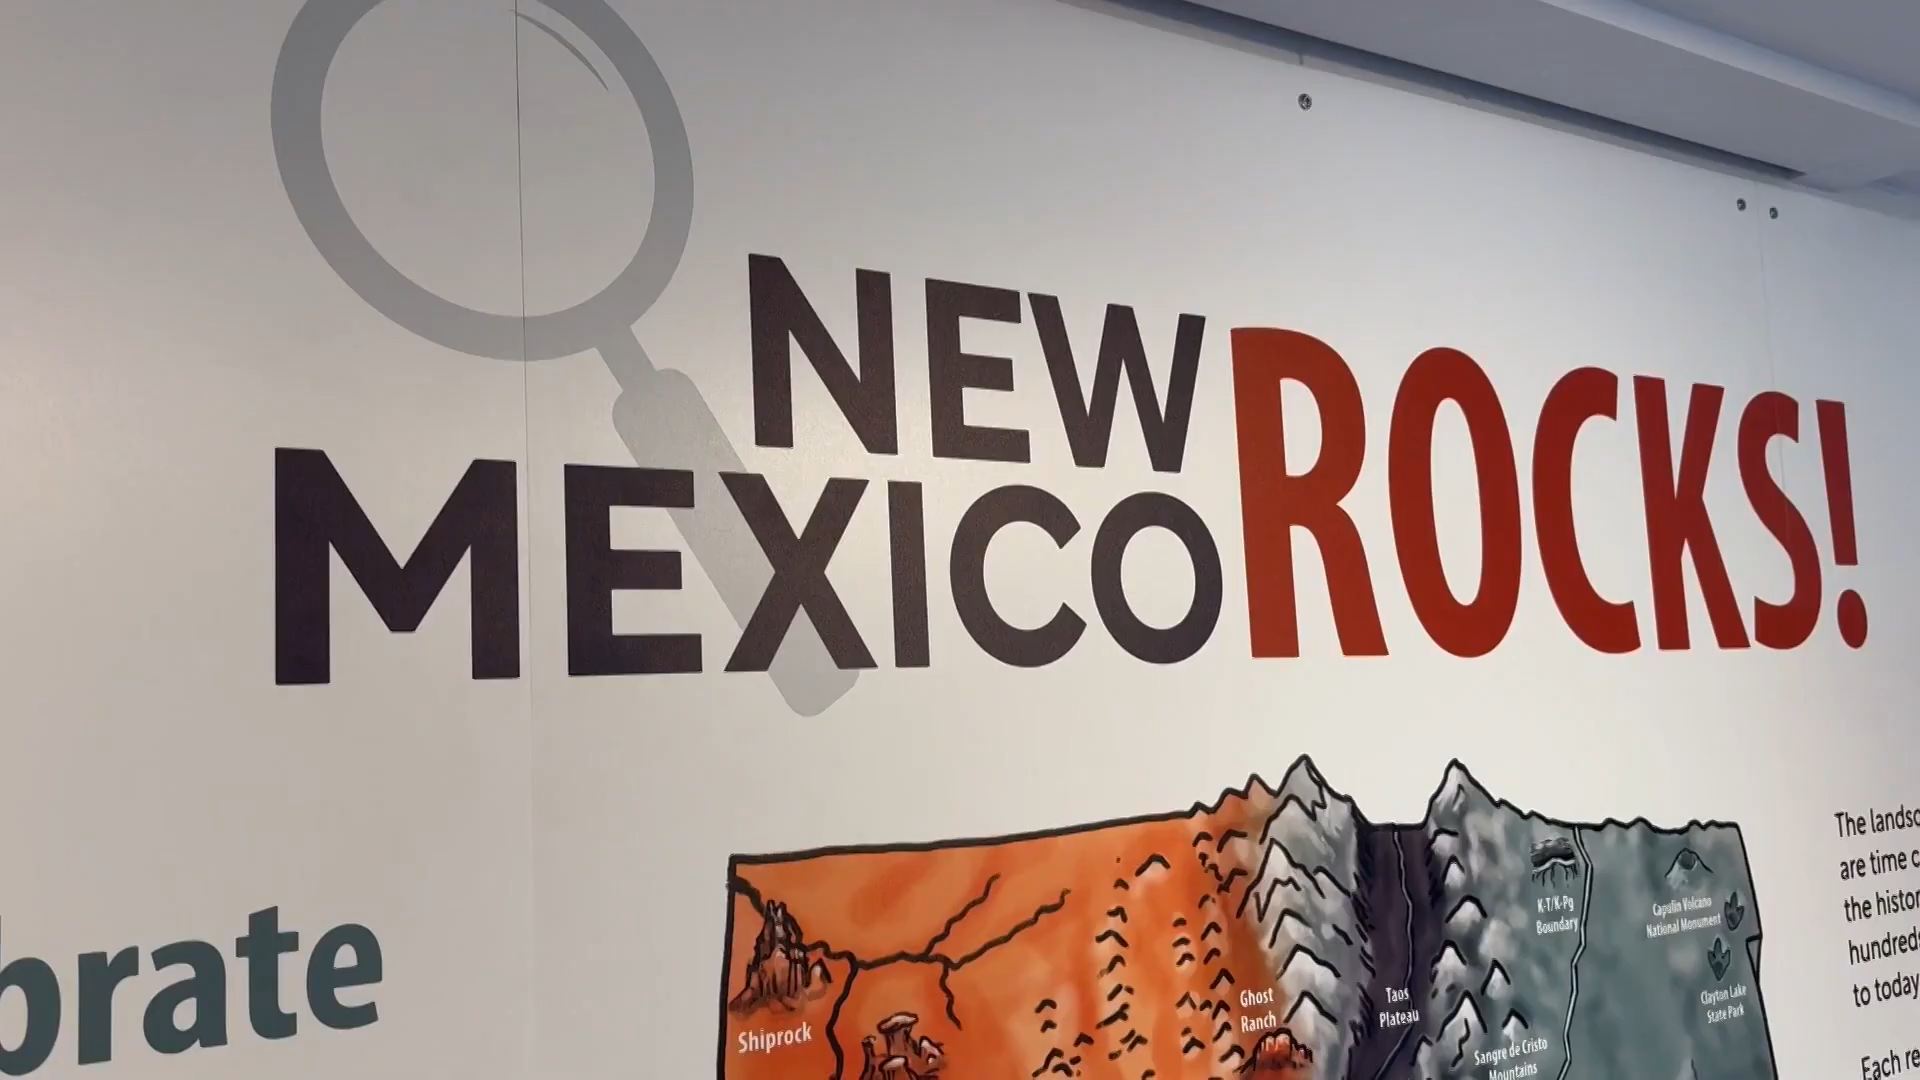 NEW
MEXICO
ROCKS!
brate
Shiprock
Ghost
Ranch
Taos
Plateau
Sangre de Cristo
Mountains
K-T/K-Pg
Boundary
Capulin Volcano
National Monument
Clayton Lake
State Park
The landsc
are time c
the histor
hundreds
to today
Each re